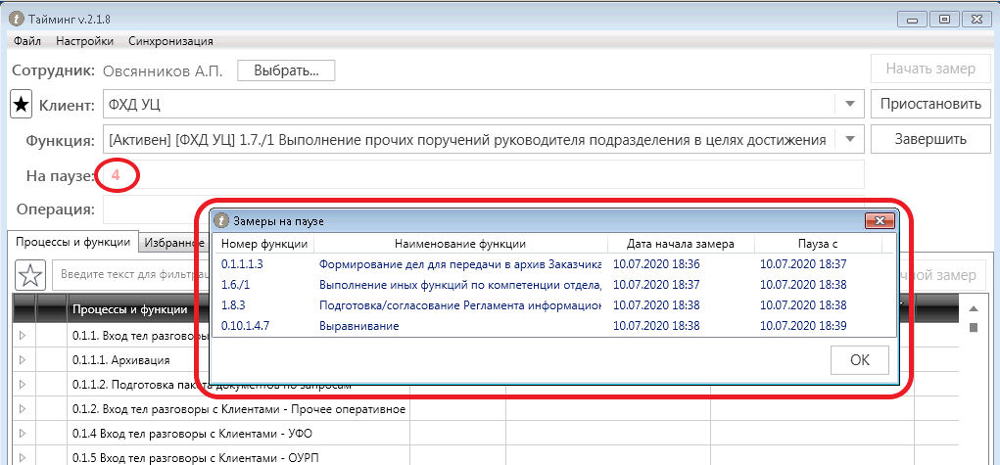 Тайминг v.2.1.8
Файл Настройки Синхронизация
Сотрудник: Овсянников А.П. Выбрать... Начать замер
Клиент: ФХД УЦ Приостановить
Функция: [Активен] [ФХД УЦ] 1.7./1 Выполнение прочих поручений руководителя подразделения в целях достижения Завершить
На паузе: 4
Операция:
Замеры на паузе
Процессы и функции Избранное
Номер функции Наименование функции Дата начала замера Пауза с
0.1.1.1.3 Формирование дел для передачи в архив Заказчика 10.07.2020 18:36 10.07.2020 18:37
1.6./1 Выполнение иных функций по компетенции отдела, 10.07.2020 18:37 10.07.2020 18:38
1.8.3 Подготовка/согласование Регламента информацион 10.07.2020 18:38 10.07.2020 18:38
0.10.1.4.7 Выравнивание 10.07.2020 18:38 10.07.2020 18:39
OK
Введите текст для фильтрац замер
Процессы и функции
0.1.1. Вход тел разговоры
0.1.1.1. Архивация
0.1.1.2. Подготовка пакета документов по запросам
0.1.2. Вход тел разговоры с Клиентами - Прочее оперативное
0.1.4 Вход тел разговоры с Клиентами - УФО
0.1.5 Вход тел разговоры с Клиентами - ОУРП